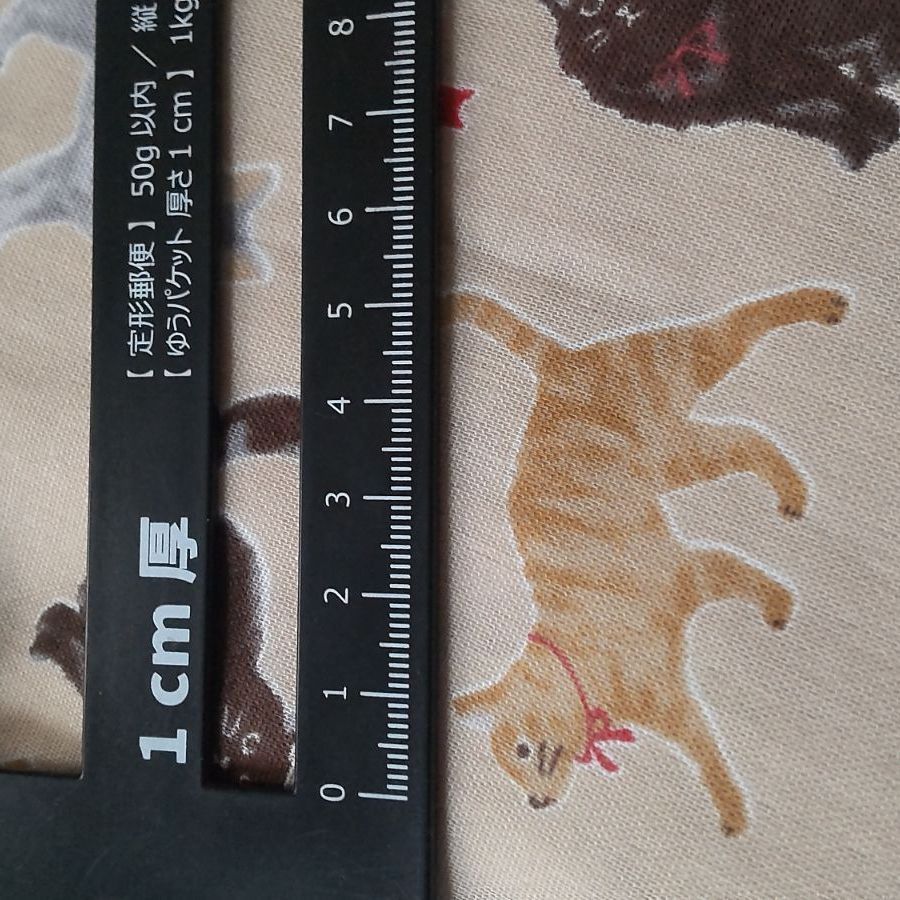 【 定形郵便 】 50g 以内 ／ 縦
【 ゆうパケット 厚さ 1 cm 】 1kg
1 cm 厚
0 1 2 3 4 5 6 7 8